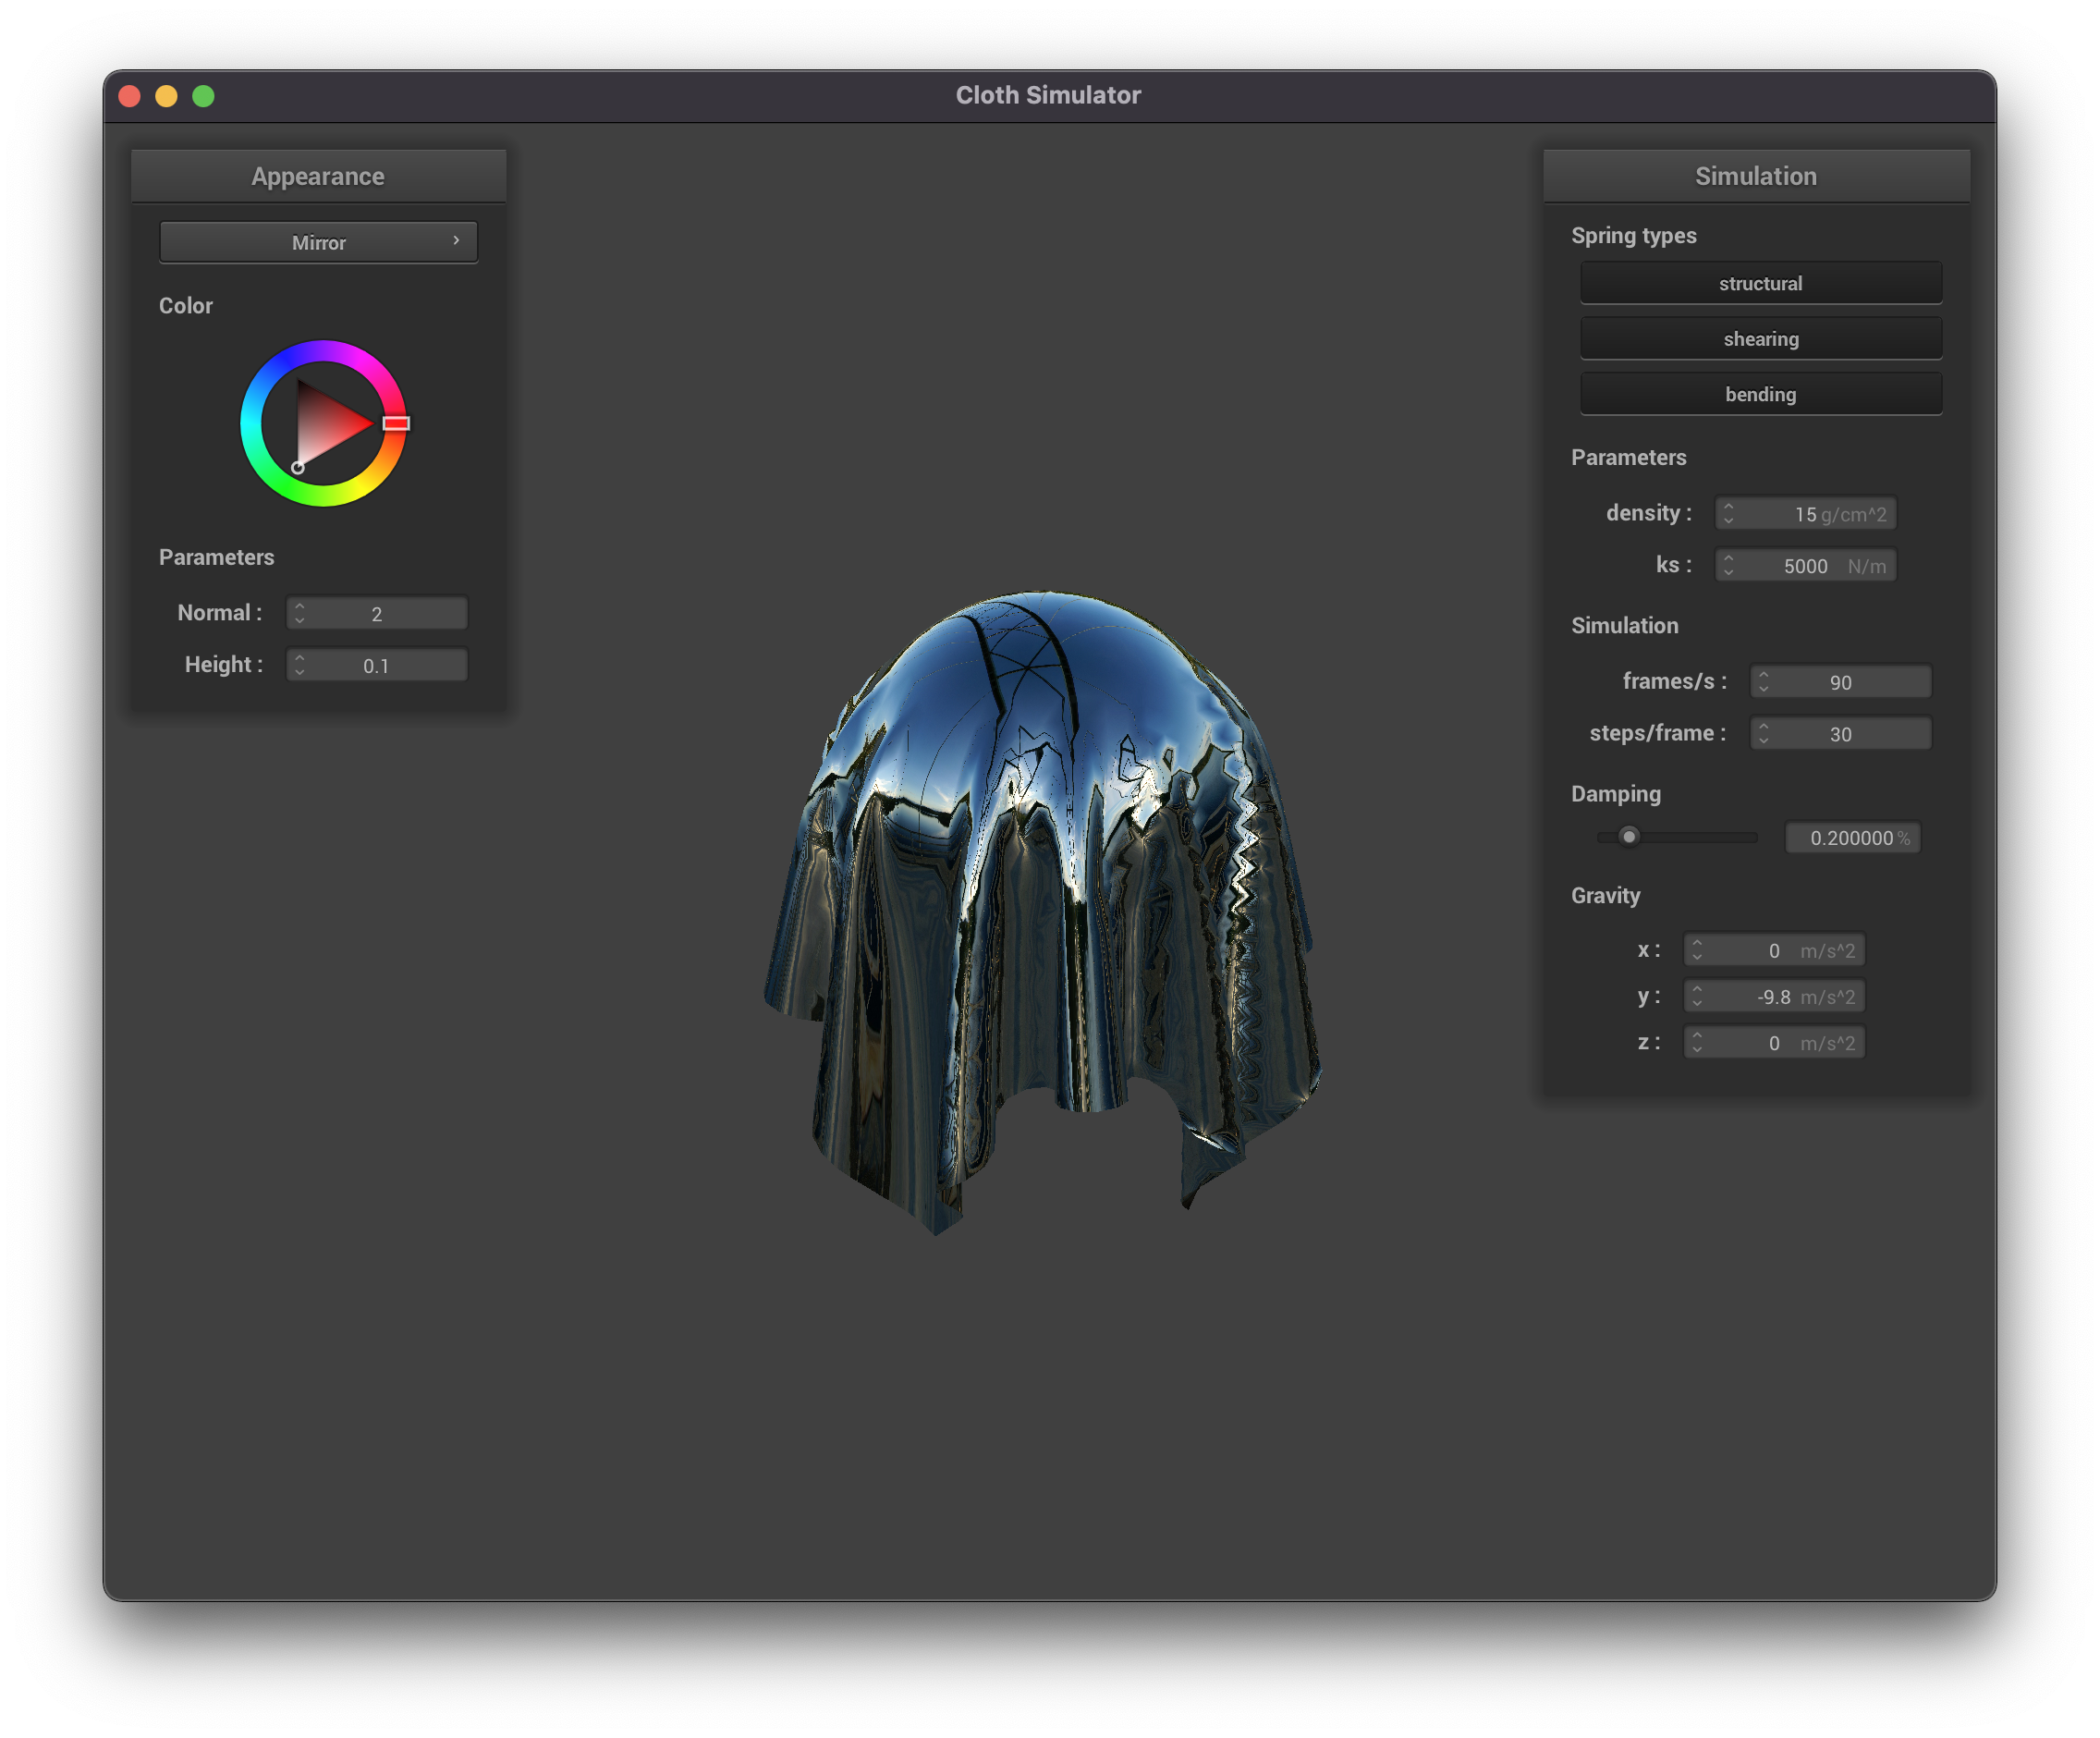 Cloth Simulator
Appearance
Mirror
Color
Parameters
Normal : 2
Height : 0.1
Simulation
Spring types
structural
shearing
bending
Parameters
density : 15 g/cm^2
ks : 5000 N/m
Simulation
frames/s : 90
steps/frame : 30
Damping
0.200000 %
Gravity
x : 0 m/s^2
y : -9.8 m/s^2
z : 0 m/s^2